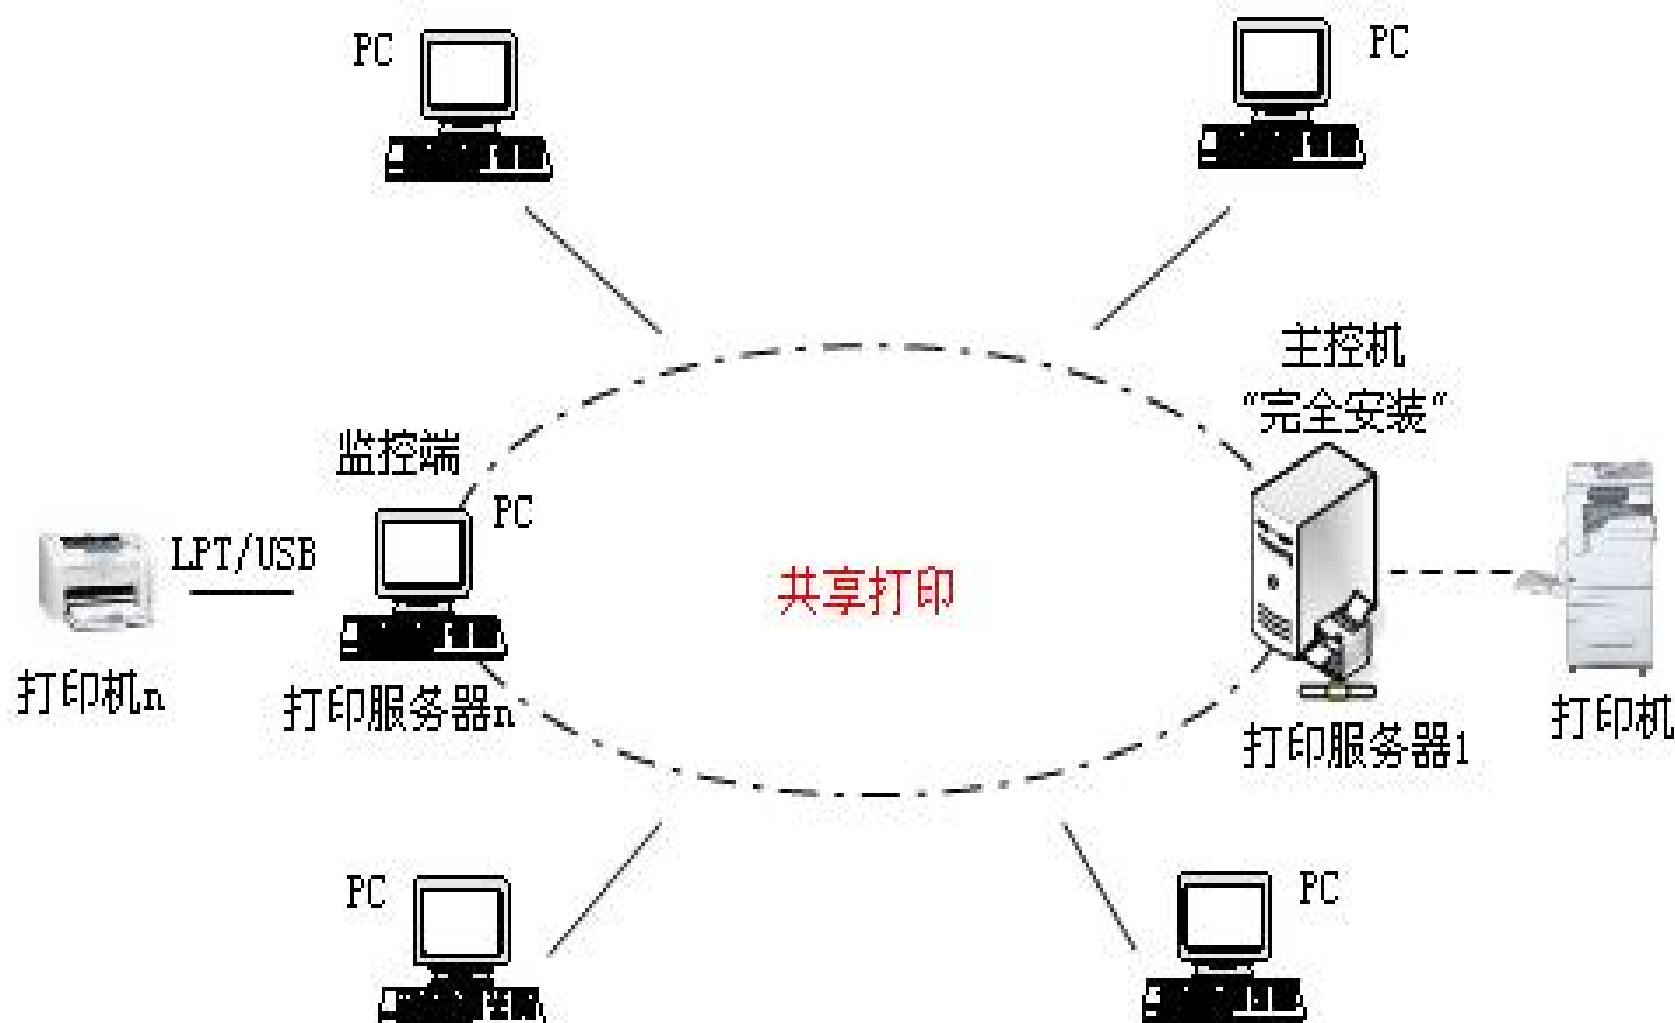 PC
PC
主控机
“完全安装“
监控端
PC
LPT/USB
共享打印
打印机n
打印服务器n
打印服务器1
打印机
PC
PC